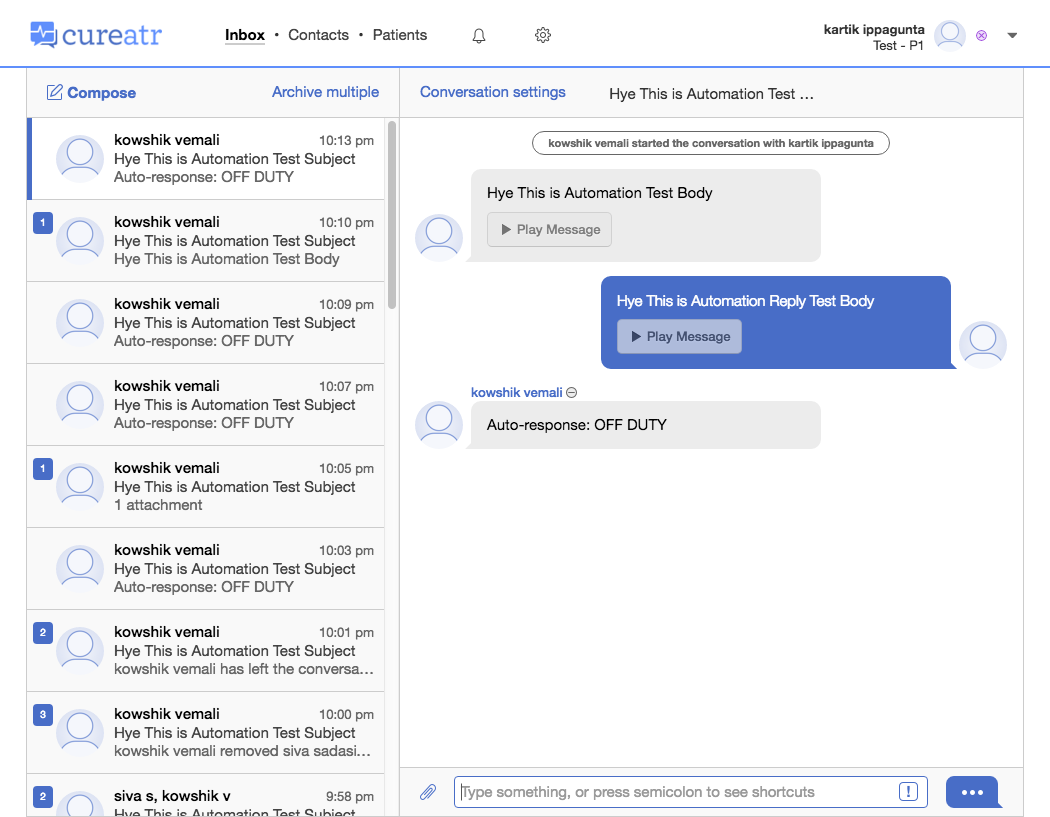 cureatr
Inbox • Contacts • Patients
kartik ippagunta
Test - P1
Compose
Archive multiple
kowshik vemali 10:13 pm
Hye This is Automation Test Subject
Auto-response: OFF DUTY
1
kowshik vemali 10:10 pm
Hye This is Automation Test Subject
Hye This is Automation Test Body
kowshik vemali 10:09 pm
Hye This is Automation Test Subject
Auto-response: OFF DUTY
kowshik vemali 10:07 pm
Hye This is Automation Test Subject
Auto-response: OFF DUTY
1
kowshik vemali 10:05 pm
Hye This is Automation Test Subject
1 attachment
kowshik vemali 10:03 pm
Hye This is Automation Test Subject
Auto-response: OFF DUTY
2
kowshik vemali 10:01 pm
Hye This is Automation Test Subject
kowshik vemali has left the conversa...
3
kowshik vemali 10:00 pm
Hye This is Automation Test Subject
kowshik vemali removed siva sadasi...
2
siva s, kowshik v 9:58 pm
Hye This is Automation Test Subject
Conversation settings
Hye This is Automation Test ...
kowshik vemali started the conversation with kartik ippagunta
Hye This is Automation Test Body
Play Message
Hye This is Automation Reply Test Body
Play Message
kowshik vemali
Auto-response: OFF DUTY
Type something, or press semicolon to see shortcuts
!